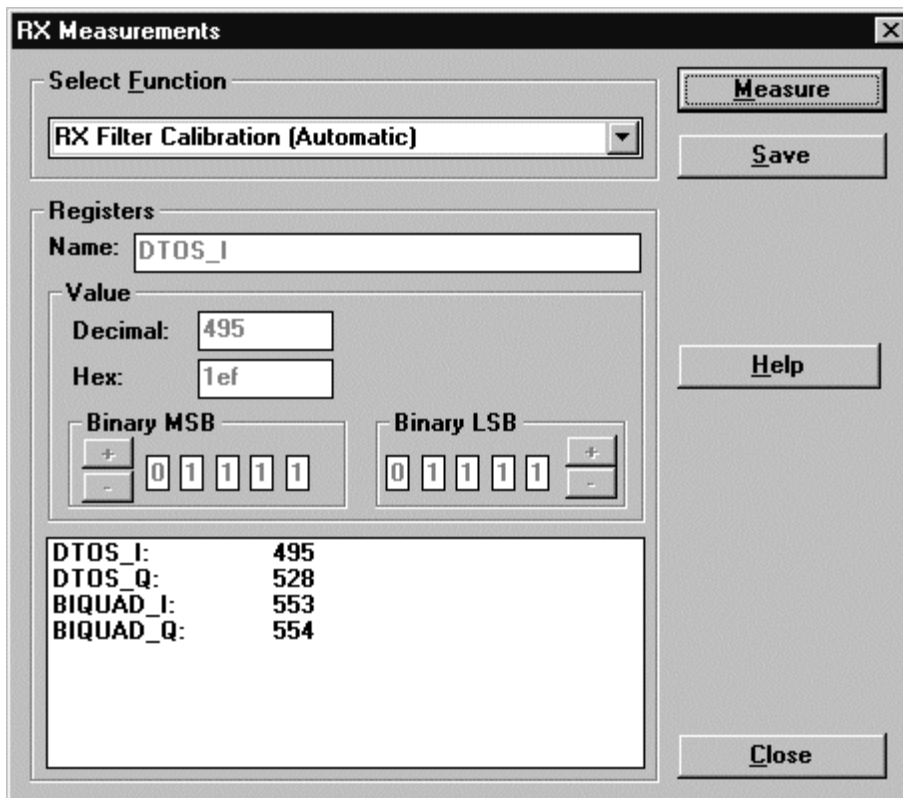 RX Measurements
Select Function
RX Filter Calibration (Automatic)
Measure
Save
Registers
Name: DTOS_I
Value
Decimal: 495
Hex: 1ef
Help
Binary MSB
+
-
0 1 1 1 1
Binary LSB
0 1 1 1 1
+
-
DTOS_I: 495
DTOS_Q: 528
BIQUAD_I: 553
BIQUAD_Q: 554
Close